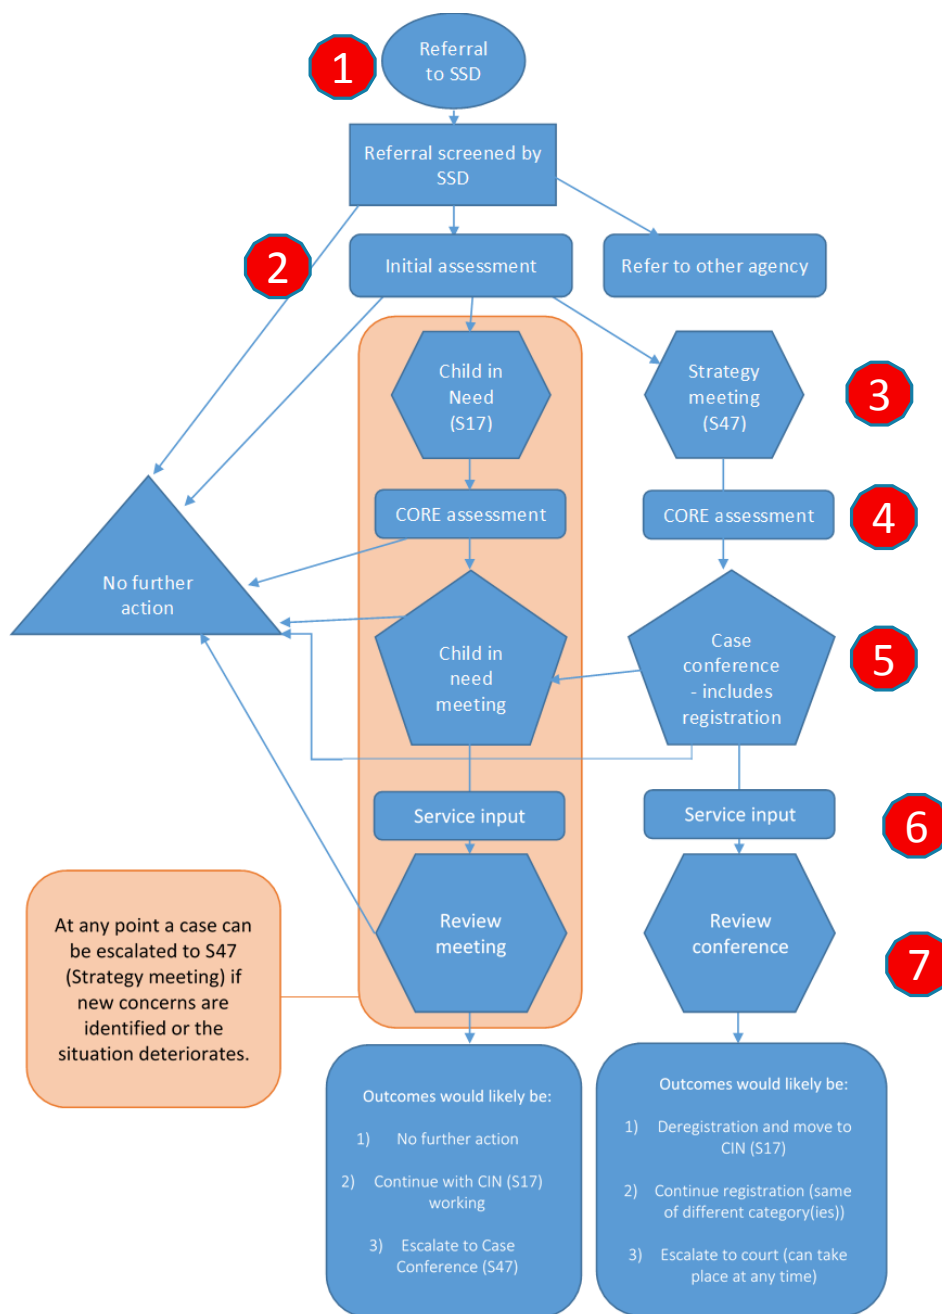 1
Referral
to SSD
Referral screened by
SSD
2
Initial assessment
Refer to other agency
Child in
Need
(S17)
Strategy
meeting
(S47)
3
CORE assessment
CORE assessment
4
No further
action
Child in
need
meeting
Case
conference
- includes
registration
5
Service input
Service input
6
At any point a case can
be escalated to S47
(Strategy meeting) if
new concerns are
identified or the
situation deteriorates.
Review
meeting
Review
conference
7
Outcomes would likely be:
1) No further action
2) Continue with CIN (S17)
working
3) Escalate to Case
Conference (S47)
Outcomes would likely be:
1) Deregistration and move to
CIN (S17)
2) Continue registration (same
of different category(ies))
3) Escalate to court (can take
place at any time)